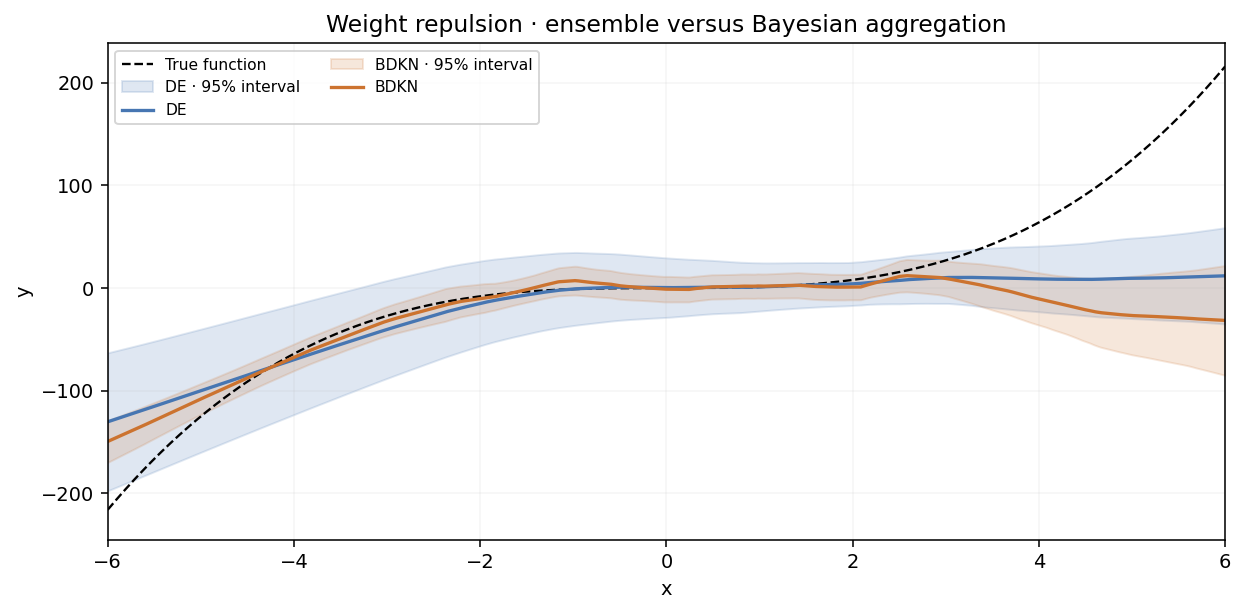 Weight repulsion · ensemble versus Bayesian aggregation
True function
DE · 95% interval
DE
BDKN · 95% interval
BDKN
y
200
100
0
−100
−200
−6
−4
−2
0
2
4
6
x